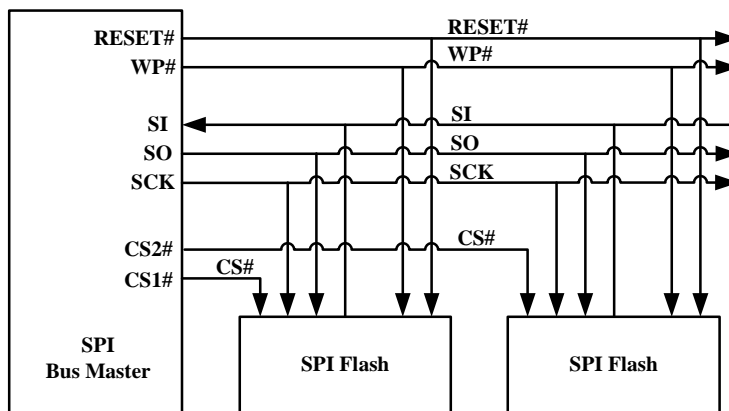 RESET#
RESET#
WP#
WP#
SI
SI
SO
SO
SCK
SCK
CS2#
CS#
CS1#
CS#
SPI
Bus Master
SPI Flash
SPI Flash